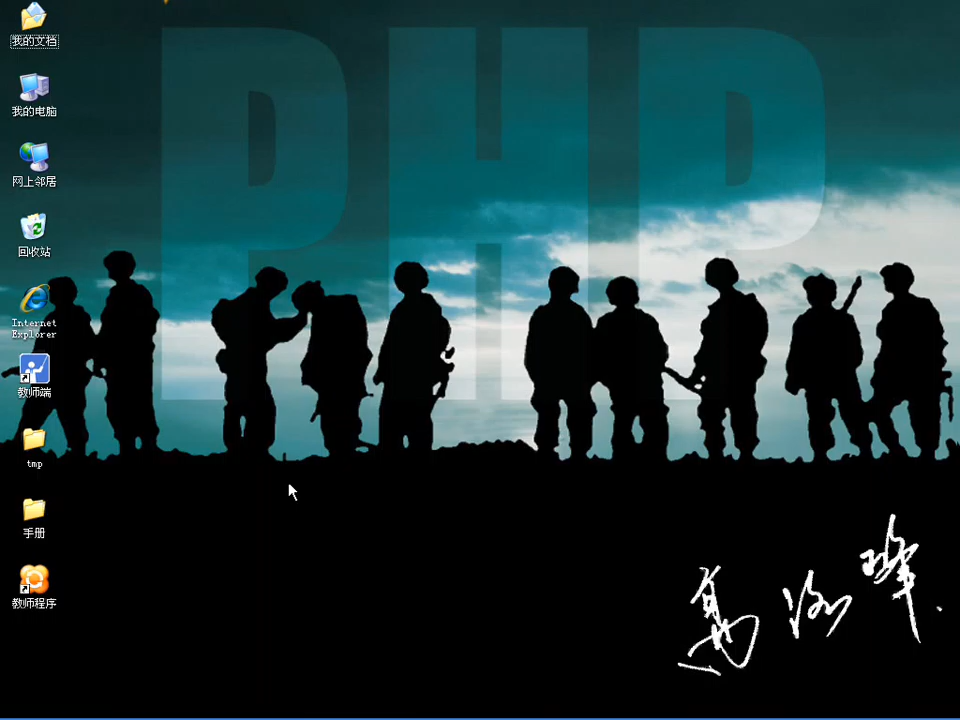 PHP
我的文档
我的电脑
网上邻居
回收站
Internet
Explorer
教师端
tmp
手册
教师程序